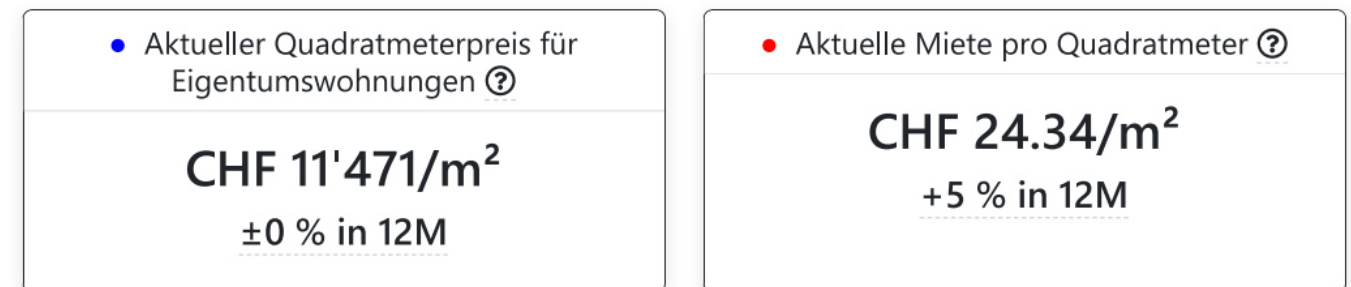 Aktueller Quadratmeterpreis für
Eigentumswohnungen ?
CHF 11'471/m²
±0 % in 12M
Aktuelle Miete pro Quadratmeter ?
CHF 24.34/m²
+5 % in 12M